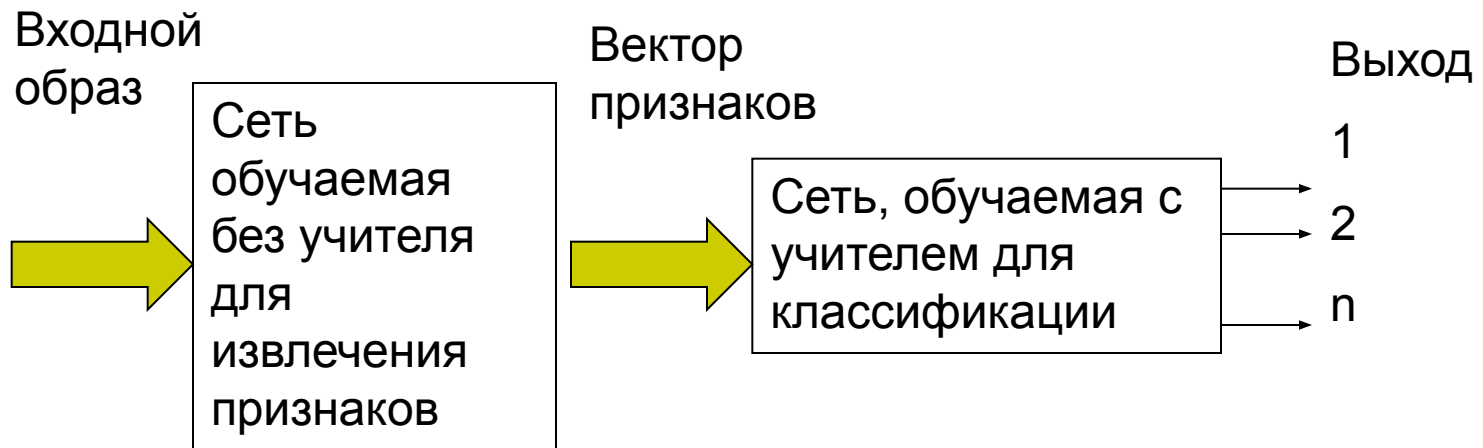 Входной
образ
Сеть
обучаемая
без учителя
для
извлечения
признаков
Вектор
признаков
Сеть, обучаемая с
учителем для
классификации
Выход
1
2
n